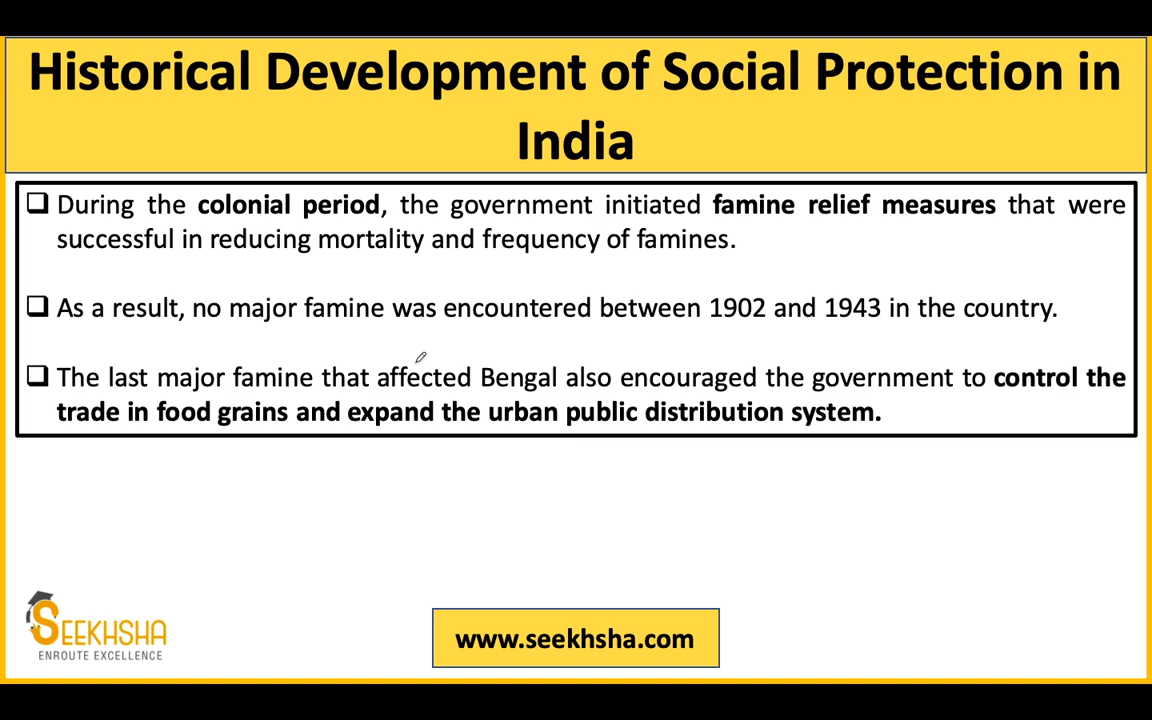 Historical Development of Social Protection in
India
During the colonial period, the government initiated famine relief measures that were
successful in reducing mortality and frequency of famines.
As a result, no major famine was encountered between 1902 and 1943 in the country.
The last major famine that affected Bengal also encouraged the government to control the
trade in food grains and expand the urban public distribution system.
SEEKHSHA
ENROUTE EXCELLENCE
www.seekhsha.com